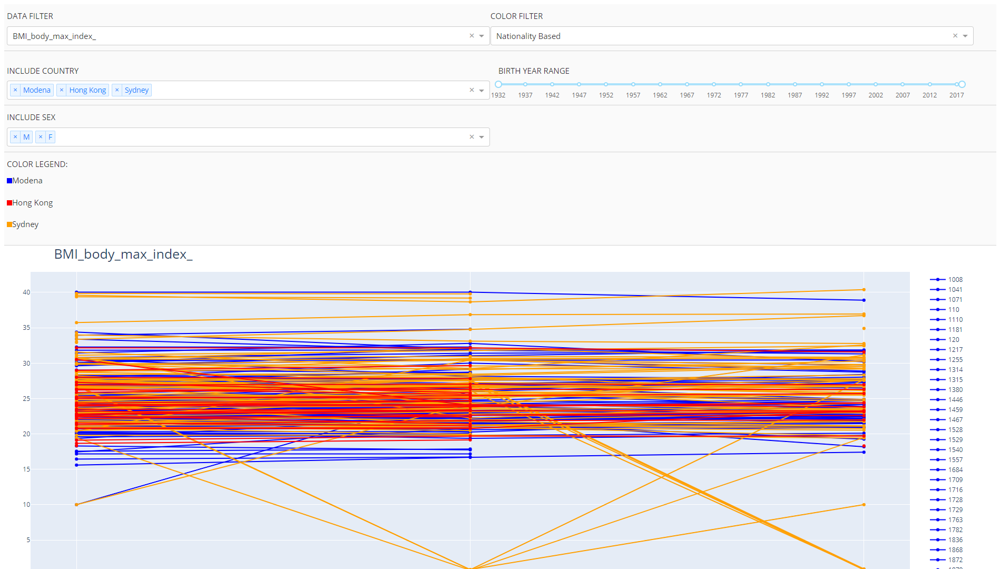 DATA FILTER
COLOR FILTER
BMI_body_max_index_ ×
Nationality Based ×
INCLUDE COUNTRY
BIRTH YEAR RANGE
× Modena × Hong Kong × Sydney ×
1932 1937 1942 1947 1952 1957 1962 1967 1972 1977 1982 1987 1992 1997 2002 2007 2012 2017
INCLUDE SEX
× M × F ×
COLOR LEGEND:
Modena
Hong Kong
Sydney
BMI_body_max_index_
40
35
30
25
20
15
10
5
1008
1041
1071
110
1110
1181
120
1217
1255
1314
1315
1380
1446
1459
1467
1528
1529
1540
1557
1684
1709
1716
1728
1729
1763
1782
1836
1868
1872